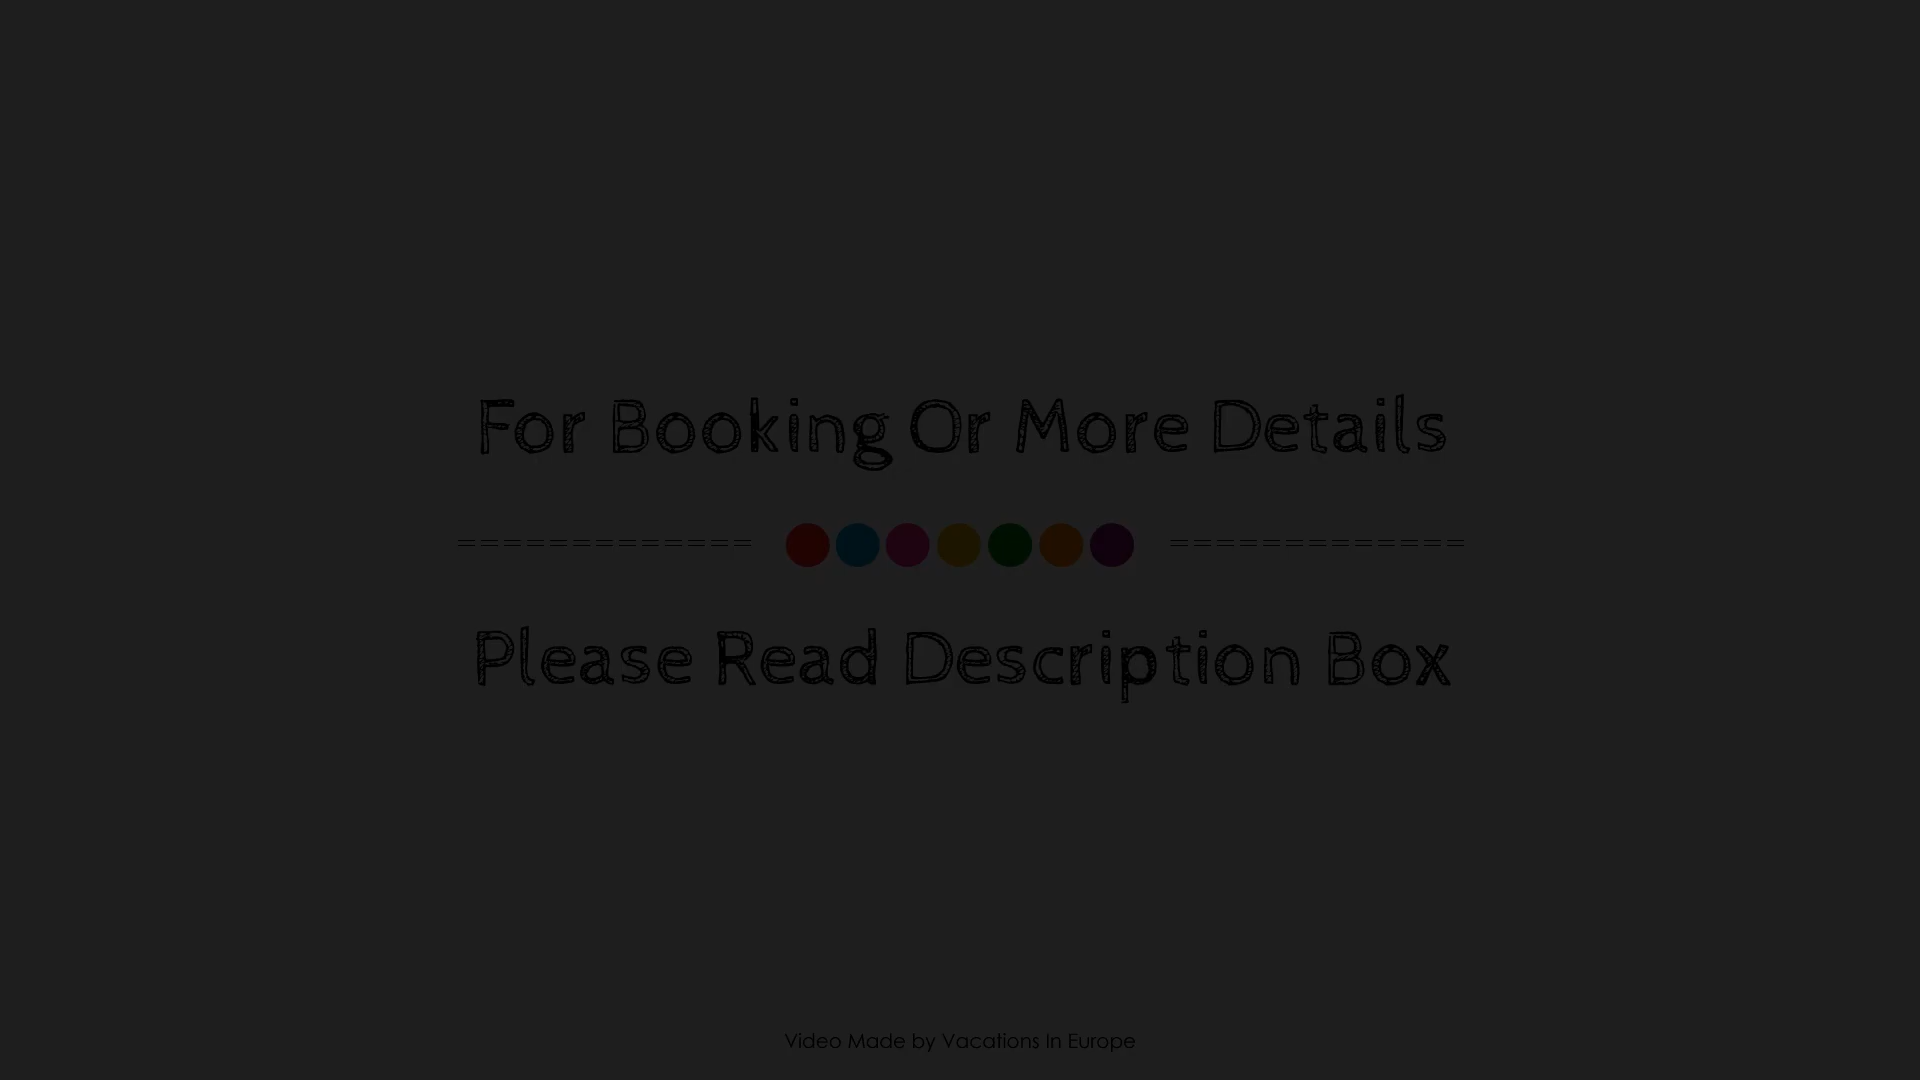 For Booking Or More Details
============= =============
Please Read Description Box
Video Made by Vacations In Europe